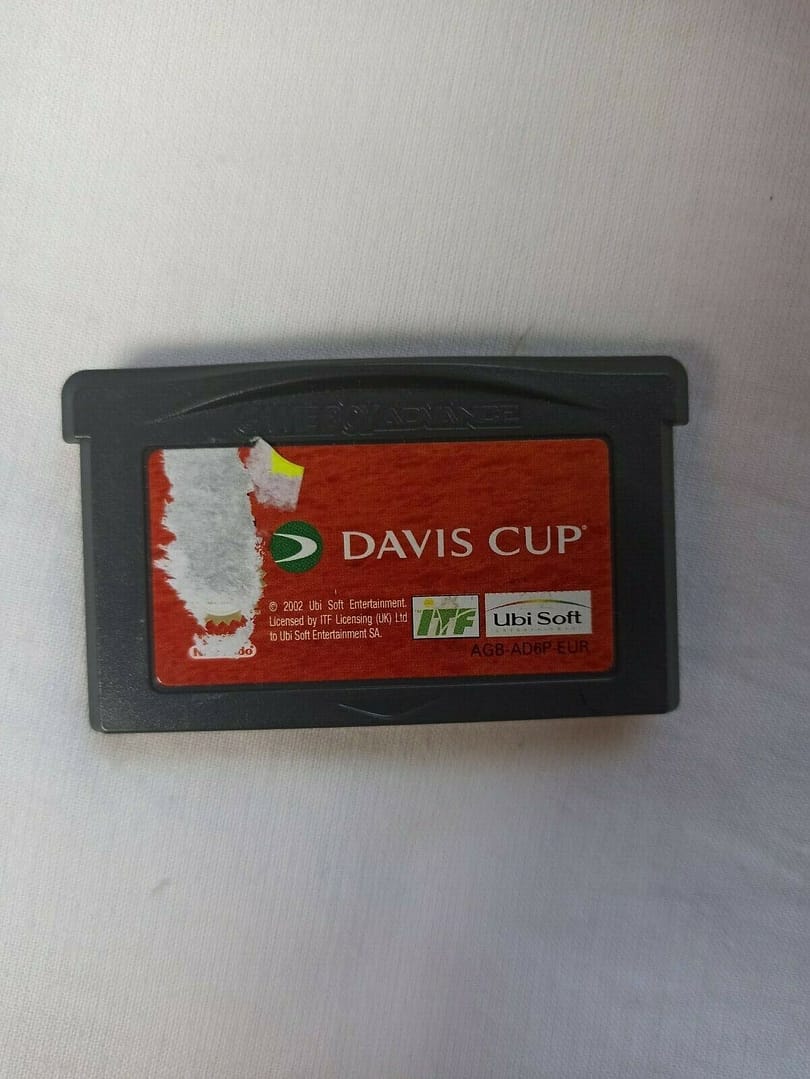 GAME BOY ADVANCE
DAVIS CUP®
© 2002 Ubi Soft Entertainment.
Licensed by ITF Licensing (UK) Ltd
to Ubi Soft Entertainment SA.
ITF
Ubi Soft
ENTERTAINMENT
AGB-AD6P-EUR